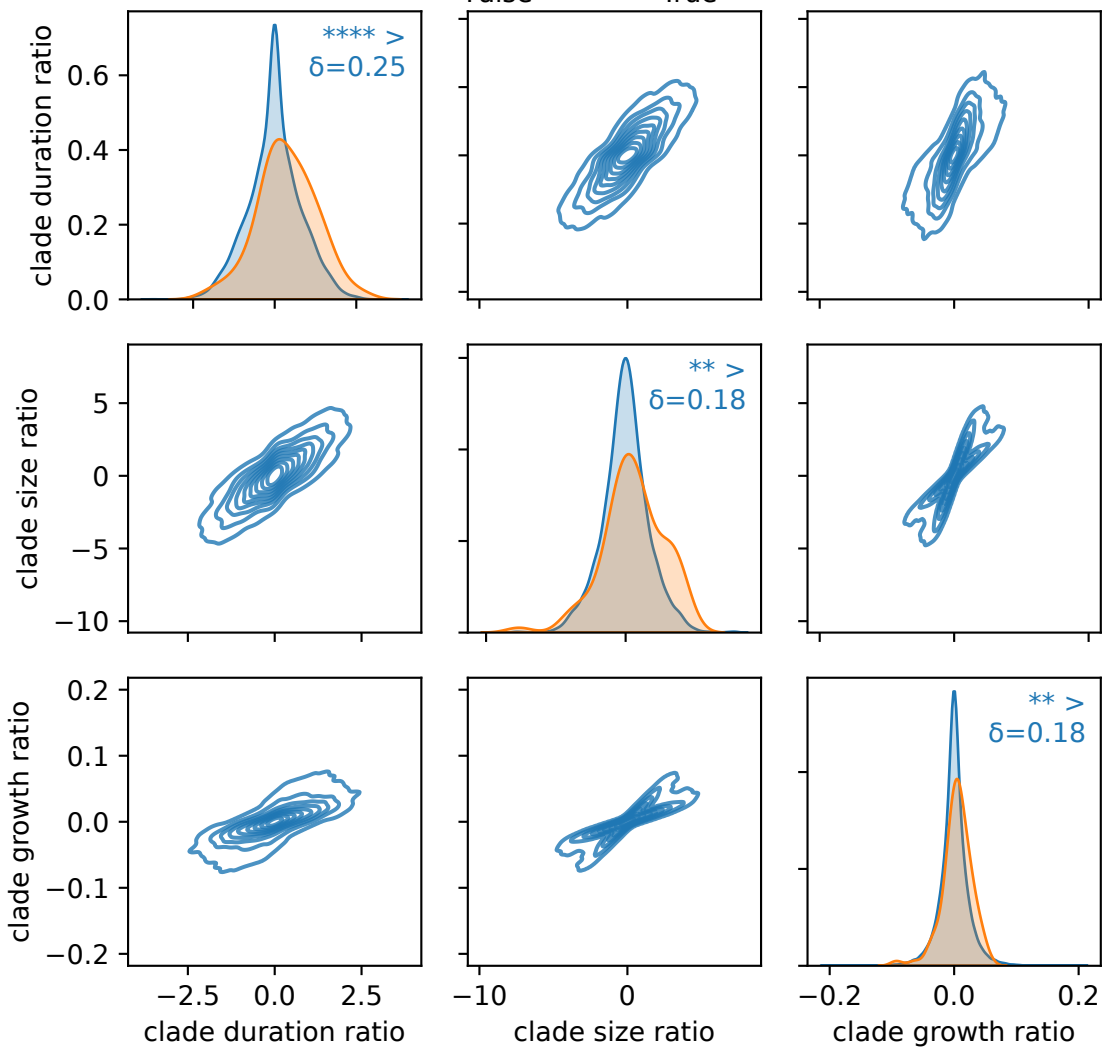 False True
clade duration ratio
0.6
0.4
0.2
0.0
**** >
δ=0.25
clade size ratio
5
0
−5
−10
** >
δ=0.18
clade growth ratio
0.2
0.1
0.0
−0.1
−0.2
** >
δ=0.18
−2.5 0.0 2.5
−10 0
−0.2 0.0 0.2
clade duration ratio
clade size ratio
clade growth ratio